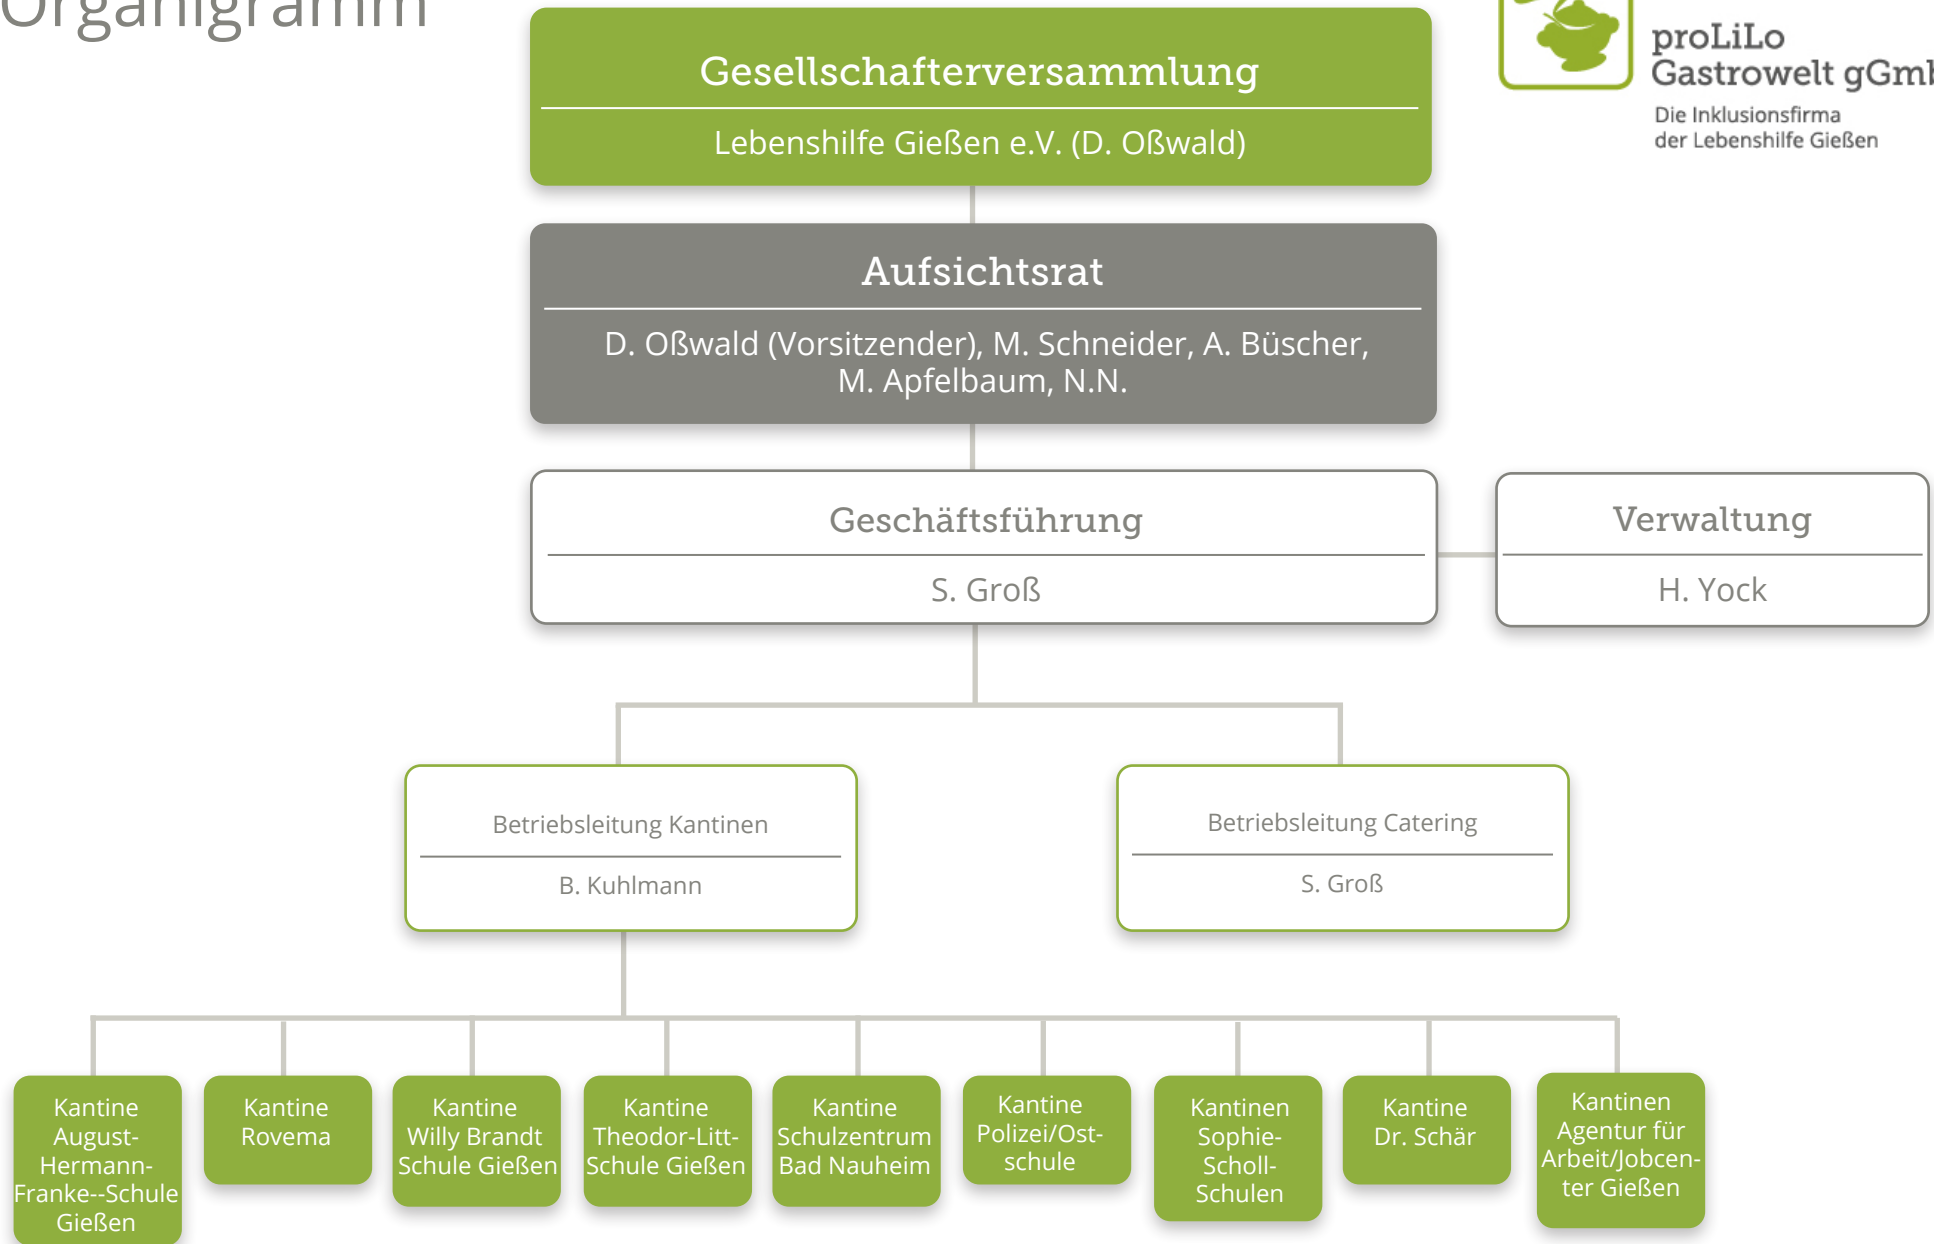 Organigramm
proLiLo
Gastrowelt
Die Inklusionsfirma
der Lebenshilfe Gießen
Gesellschafterversammlung
Lebenshilfe Gießen e.V. (D. Oßwald)
Aufsichtsrat
D. Oßwald (Vorsitzender), M. Schneider, A. Büscher,
M. Apfelbaum, N.N.
Geschäftsführung
S. Groß
Verwaltung
H. Yock
Betriebsleitung Kantinen
B. Kuhlmann
Betriebsleitung Catering
S. Groß
Kantine
August-
Hermann-
Franke--Schule
Gießen
Kantine
Rovema
Kantine
Willy Brandt
Schule Gießen
Kantine
Theodor-Litt-
Schule Gießen
Kantine
Schulzentrum
Bad Nauheim
Kantine
Polizei/Ost-
schule
Kantinen
Sophie-
Scholl-
Schulen
Kantine
Dr. Schär
Kantinen
Agentur für
Arbeit/Jobcen-
ter Gießen